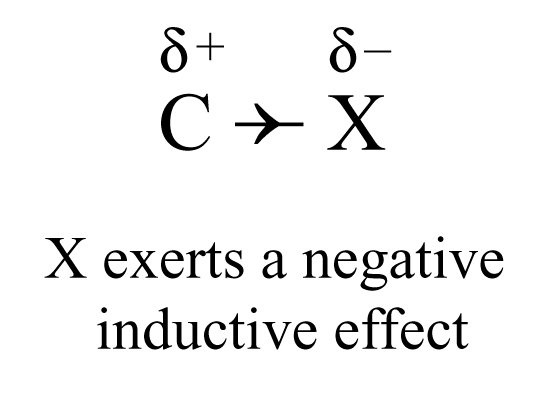 δ+ δ−
C ➛ X
X exerts a negative
inductive effect